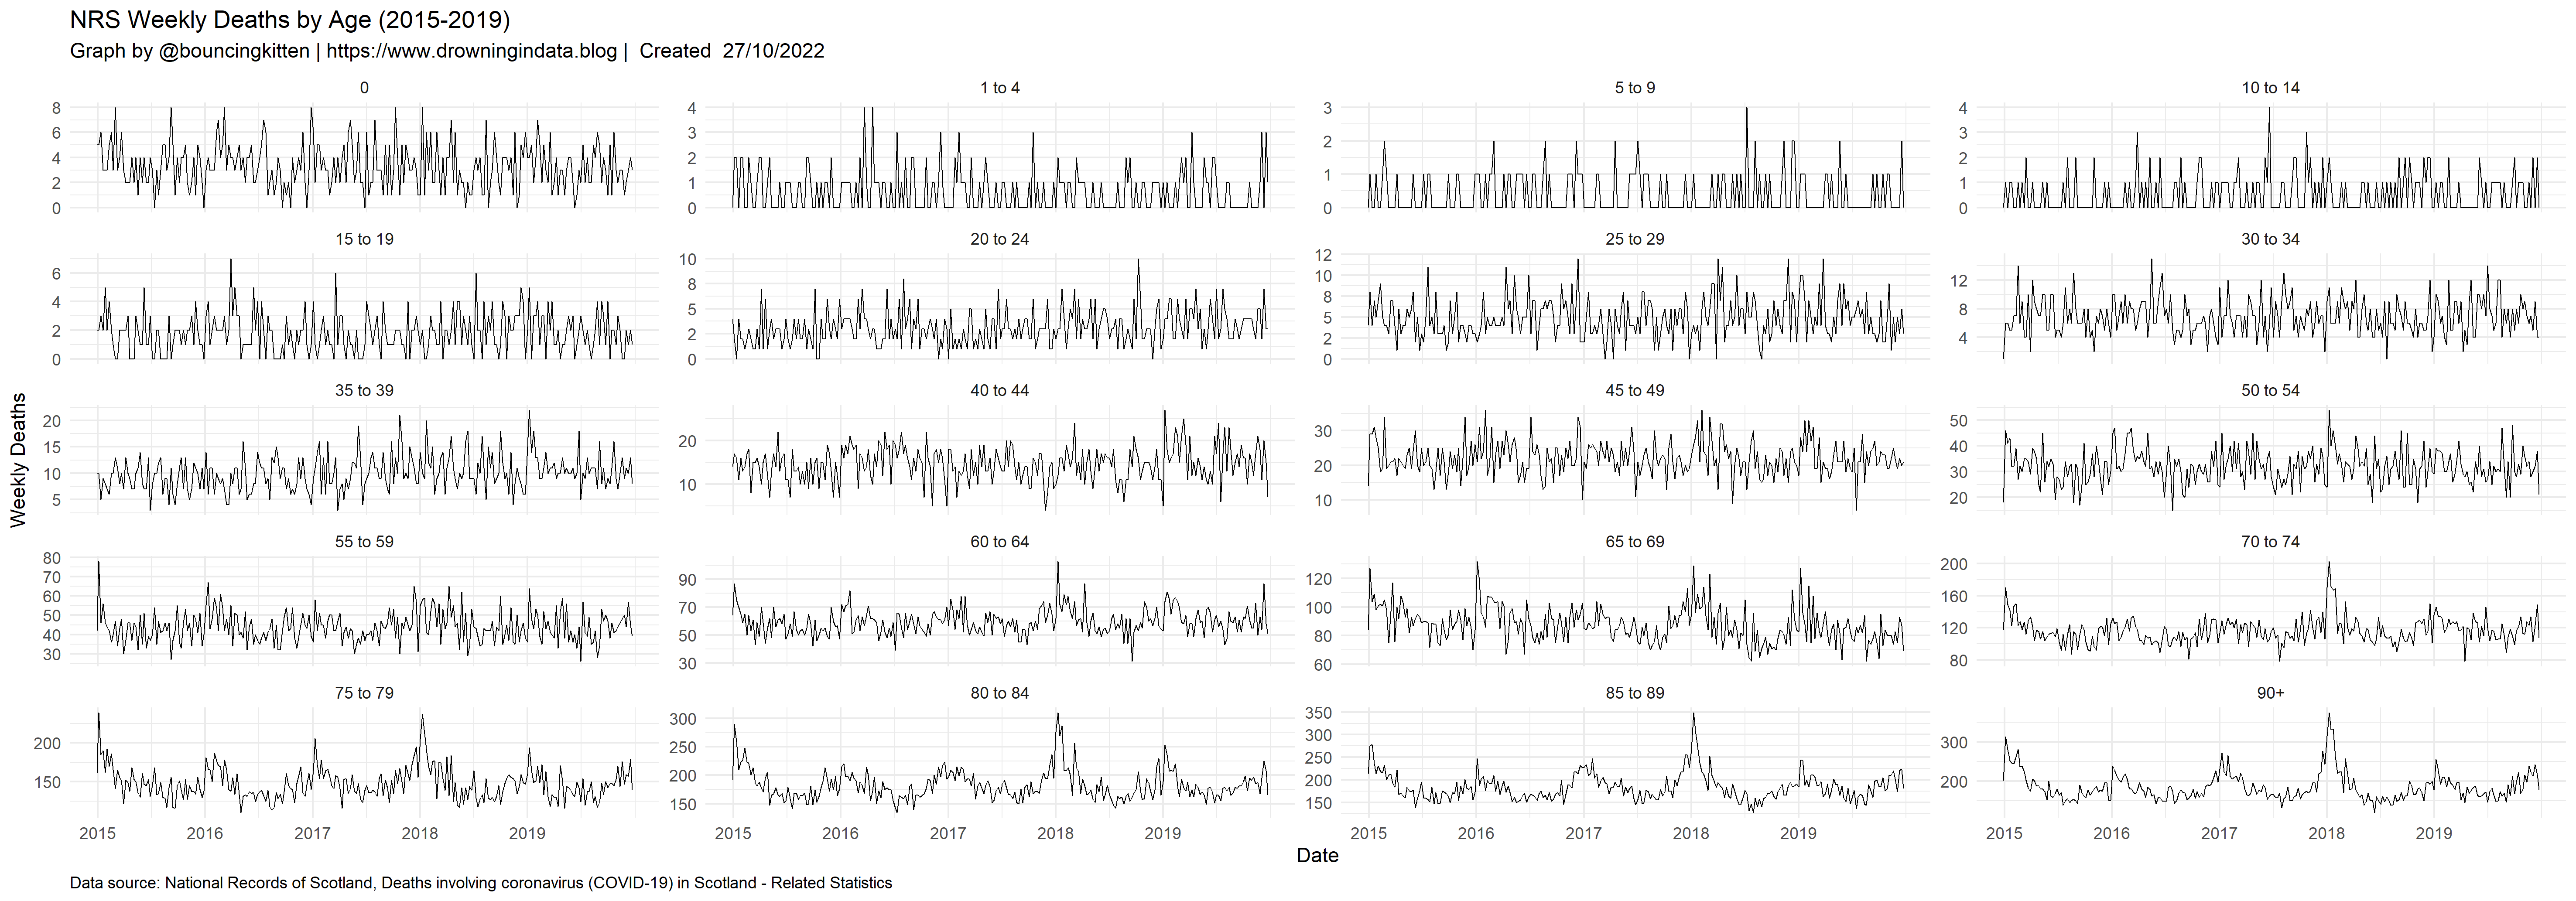 NRS Weekly Deaths by Age (2015-2019)
Graph by @bouncingkitten | https://www.drowningindata.blog | Created 27/10/2022
0 1 to 4 5 to 9 10 to 14
8 4 3 4
6 3 2 3
4 2 1 2
2 1 0 1
0 0 0
15 to 19 20 to 24 25 to 29 30 to 34
6 10 12 12
4 8 10 8
2 5 8 4
0 2 5
0 2
0
Weekly Deaths
35 to 39 40 to 44 45 to 49 50 to 54
20 20 30 50
15 10 20 40
10 10 30
5 20
55 to 59 60 to 64 65 to 69 70 to 74
80 90 120 200
70 70 100 160
60 50 80 120
50 30 60 80
40
30
75 to 79 80 to 84 85 to 89 90+
200 300 350 300
150 250 300 200
200 250
150 200
150
2015 2016 2017 2018 2019 2015 2016 2017 2018 2019 2015 2016 2017 2018 2019 2015 2016 2017 2018 2019
Date
Data source: National Records of Scotland, Deaths involving coronavirus (COVID-19) in Scotland - Related Statistics